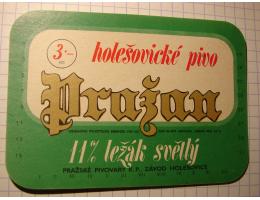 3
holešovické pivo
Pražan
11% ležák světlý
PRAŽSKÉ PIVOVARY K.P., ZÁVOD HOLEŠOVICE